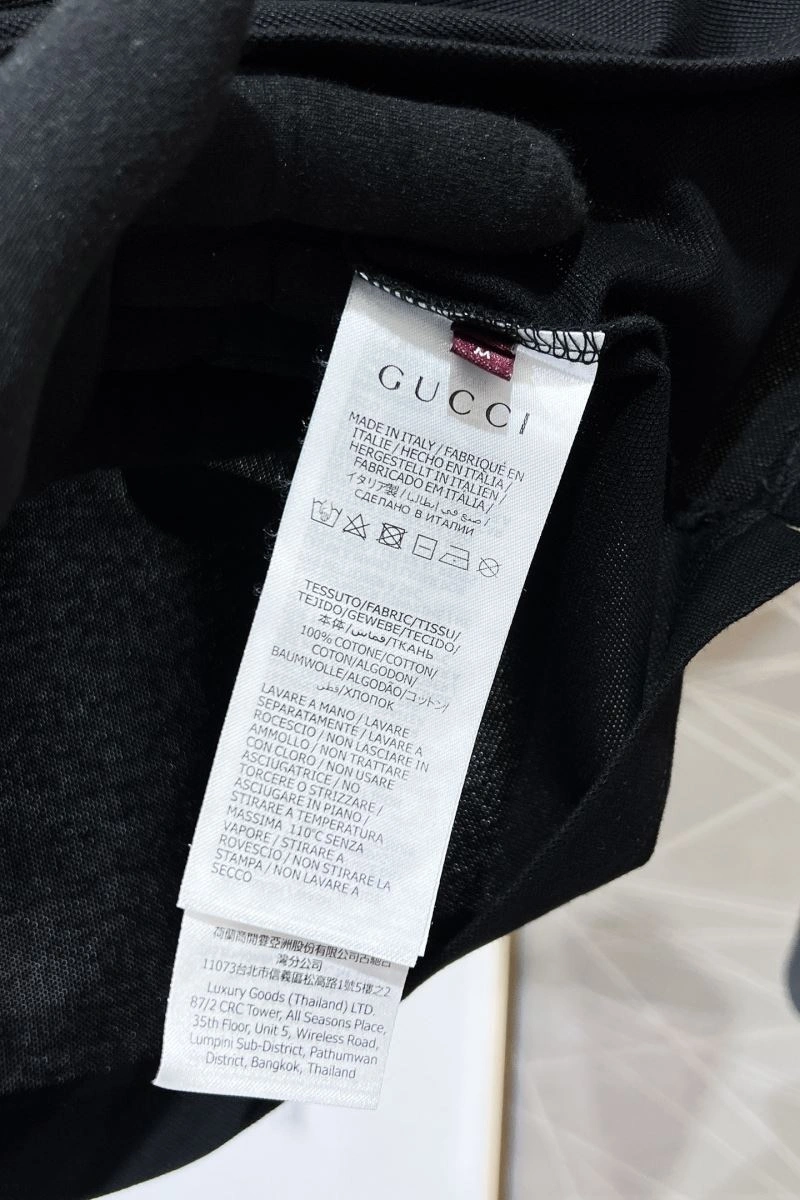 M
GUCCI
MADE IN ITALY / FABRIQUÉ EN
ITALIE / HECHO EN ITALIA /
HERGESTELLT IN ITALIEN /
FABRICADO EM ITALIA /
イタリア製 / صنع في إيطاليا /
СДЕЛАНО В ИТАЛИИ
TESSUTO/FABRIC/TISSU/
TEJIDO/GEWEBE/TECIDO/
本体/قماش/ТКАНЬ
100% COTONE/COTTON/
COTON/ALGODON/
BAUMWOLLE/ALGODÃO/コットン/
قطن/ХЛОПОК
LAVARE A MANO / LAVARE
SEPARATAMENTE / LAVARE A
ROCESCIO / NON LASCIARE IN
AMMOLLO / NON TRATTARE
CON CLORO / NON USARE
ASCIUGATRICE / NO
TORCERE O STRIZZARE /
ASCIUGARE IN PIANO /
STIRARE A TEMPERATURA
MASSIMA 110°C SENZA
VAPORE / STIRARE A
ROVESCIO / NON STIRARE LA
STAMPA / NON LAVARE A
SECCO
荷蘭商開雲亞洲股份有限公司古馳台
灣分公司
11073台北市信義區松高路1號5樓之2
Luxury Goods (Thailand) LTD.
87/2 CRC Tower, All Seasons Place,
35th Floor, Unit 5, Wireless Road,
Lumpini Sub-District, Pathumwan
District, Bangkok, Thailand